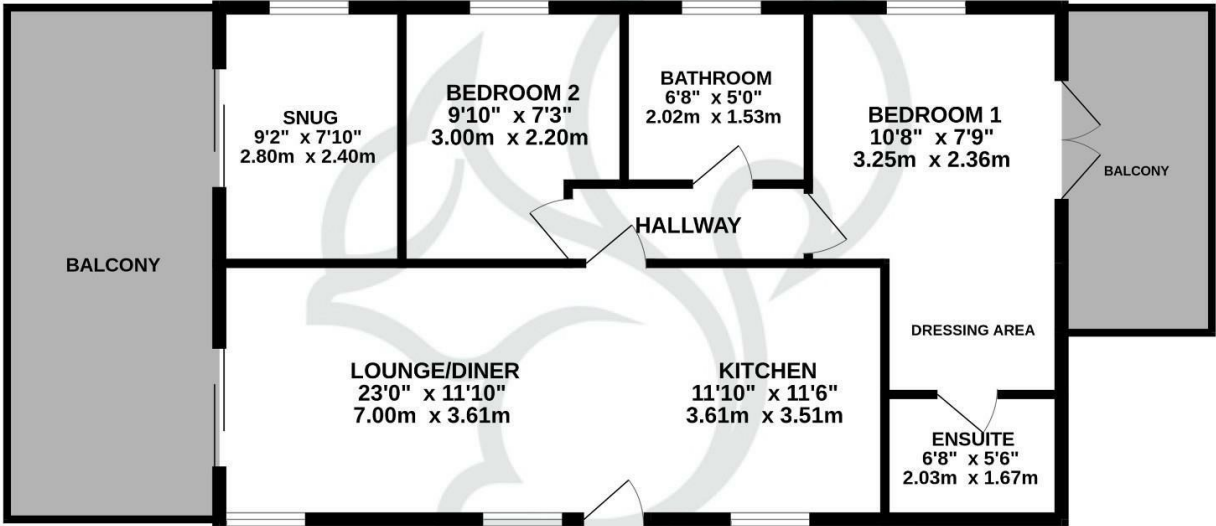 BALCONY
SNUG
9'2" x 7'10"
2.80m x 2.40m
BEDROOM 2
9'10" x 7'3"
3.00m x 2.20m
BATHROOM
6'8" x 5'0"
2.02m x 1.53m
BEDROOM 1
10'8" x 7'9"
3.25m x 2.36m
BALCONY
HALLWAY
LOUNGE/DINER
23'0" x 11'10"
7.00m x 3.61m
KITCHEN
11'10" x 11'6"
3.61m x 3.51m
DRESSING AREA
ENSUITE
6'8" x 5'6"
2.03m x 1.67m